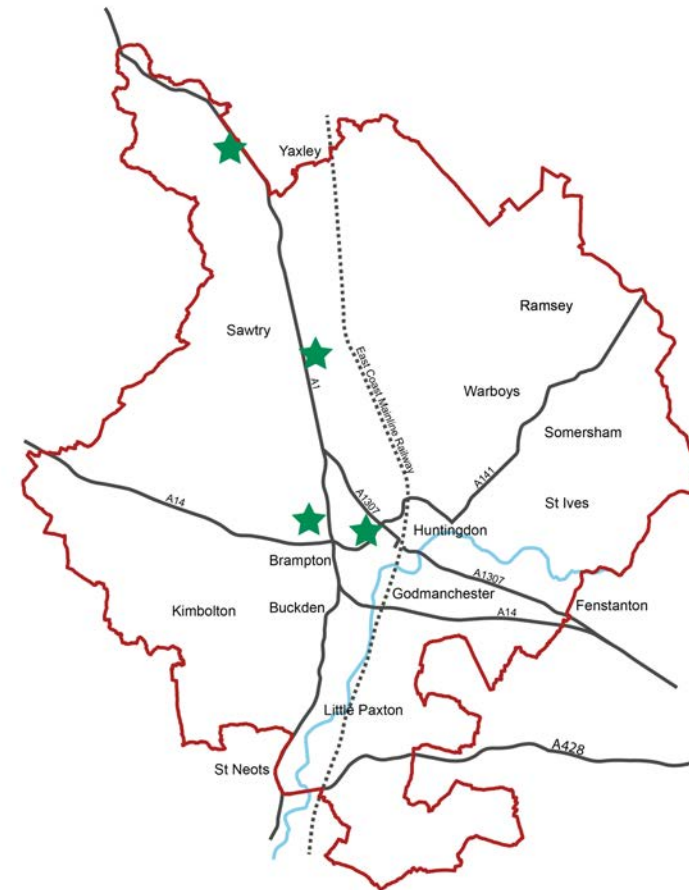 Yaxley
Ramsey
Sawtry
East Coast Mainline Railway
A1
Warboys
Somersham
A141
A14
A1307
St Ives
Huntingdon
Brampton
A1307
Godmanchester
Kimbolton
Buckden
Fenstanton
A14
Little Paxton
A428
St Neots